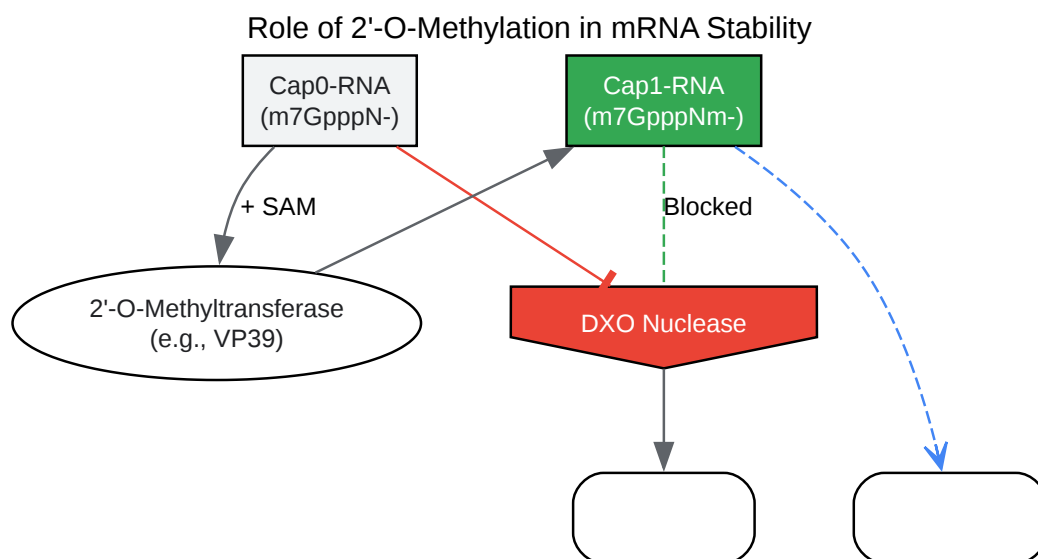 Role of 2'-O-Methylation in mRNA Stability
Cap0-RNA
(m7GpppN-)
Cap1-RNA
(m7GpppNm-)
+ SAM
Blocked
2'-O-Methyltransferase
(e.g., VP39)
DXO Nuclease